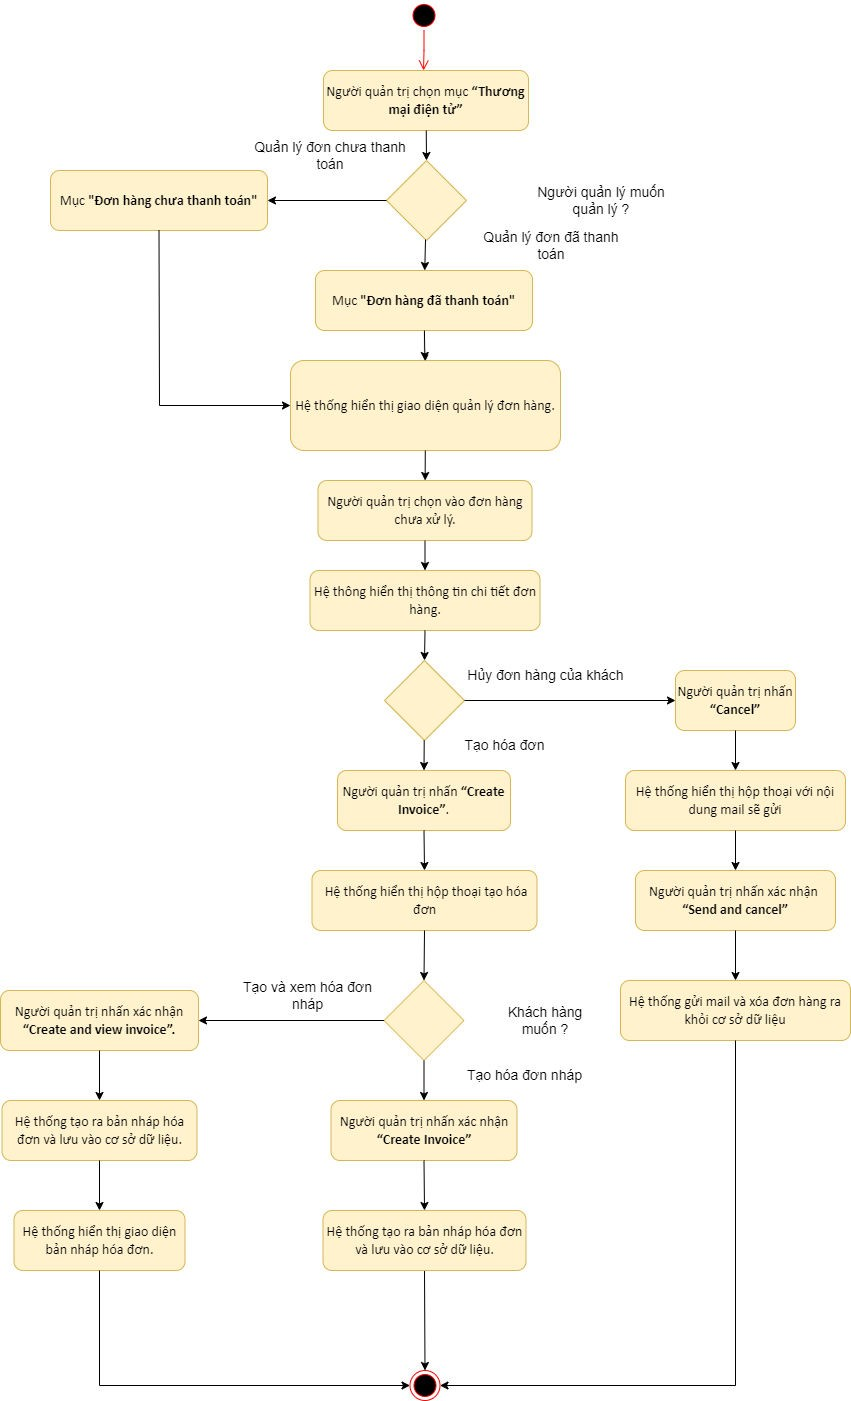 Người quản trị chọn mục “Thương
mại điện tử”
Quản lý đơn chưa thanh
toán
Mục "Đơn hàng chưa thanh toán"
Người quản lý muốn
quản lý ?
Quản lý đơn đã thanh
toán
Mục "Đơn hàng đã thanh toán"
Hệ thống hiển thị giao diện quản lý đơn hàng.
Người quản trị chọn vào đơn hàng
chưa xử lý.
Hệ thông hiển thị thông tin chi tiết đơn
hàng.
Hủy đơn hàng của khách
Người quản trị nhấn
“Cancel”
Tạo hóa đơn
Người quản trị nhấn “Create
Invoice”.
Hệ thống hiển thị hộp thoại với nội
dung mail sẽ gửi
Hệ thống hiển thị hộp thoại tạo hóa
đơn
Người quản trị nhấn xác nhận
“Send and cancel”
Tạo và xem hóa đơn
nháp
Người quản trị nhấn xác nhận
“Create and view invoice”.
Khách hàng
muốn ?
Hệ thống gửi mail và xóa đơn hàng ra
khỏi cơ sở dữ liệu
Tạo hóa đơn nháp
Hệ thống tạo ra bản nháp hóa
đơn và lưu vào cơ sở dữ liệu.
Người quản trị nhấn xác nhận
“Create Invoice”
Hệ thống hiển thị giao diện
bản nháp hóa đơn.
Hệ thống tạo ra bản nháp hóa đơn
và lưu vào cơ sở dữ liệu.